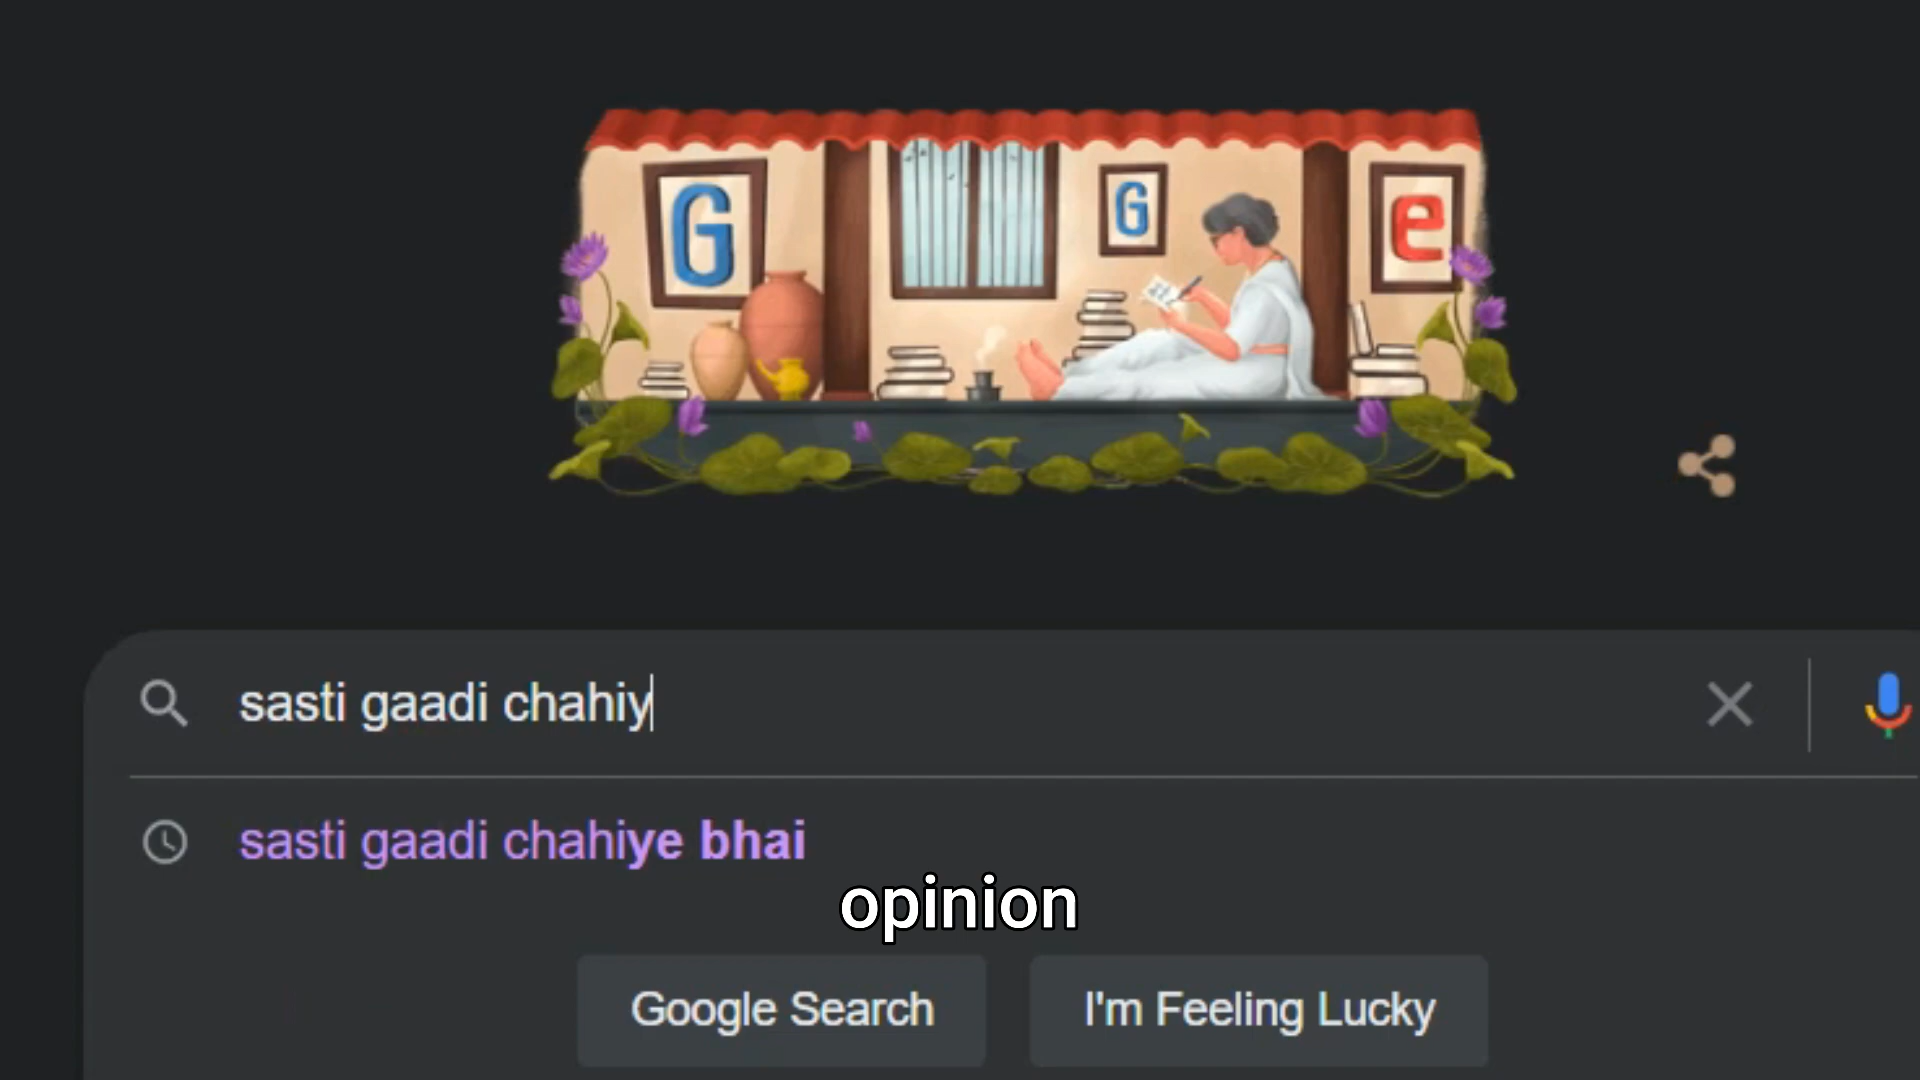 G G e
sasti gaadi chahiy
sasti gaadi chahiye bhai
opinion
Google Search
I'm Feeling Lucky